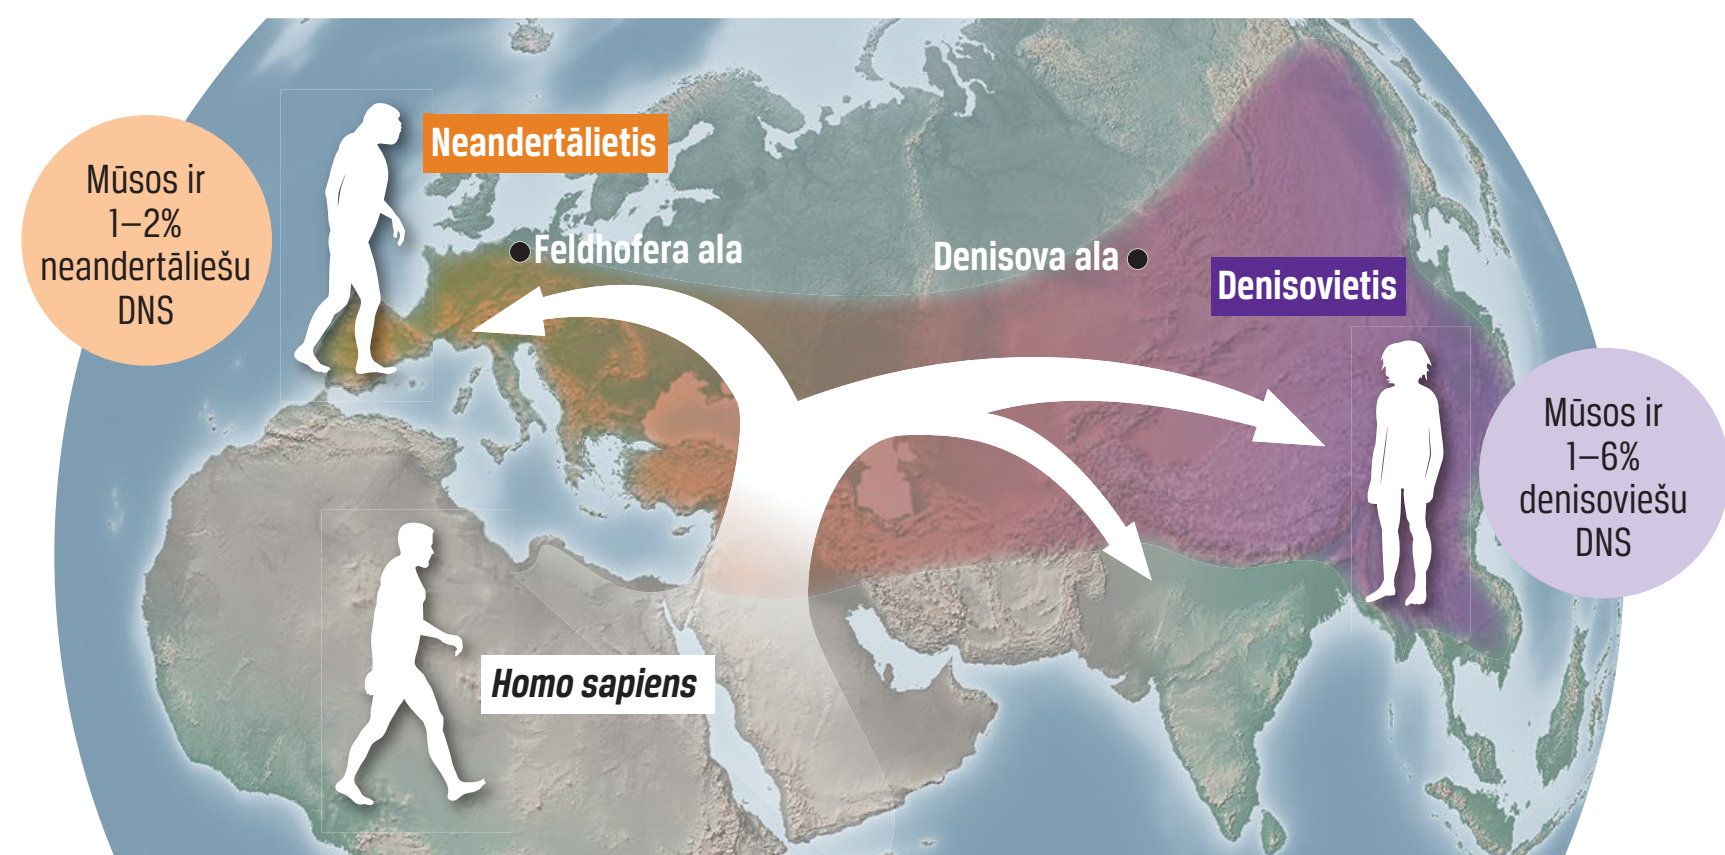 Neandertālietis
Mūsos ir
1–2%
neandertāliešu
DNS
Feldhofera ala
Denisova ala
Denisovietis
Mūsos ir
1–6%
denisoviešu
DNS
Homo sapiens